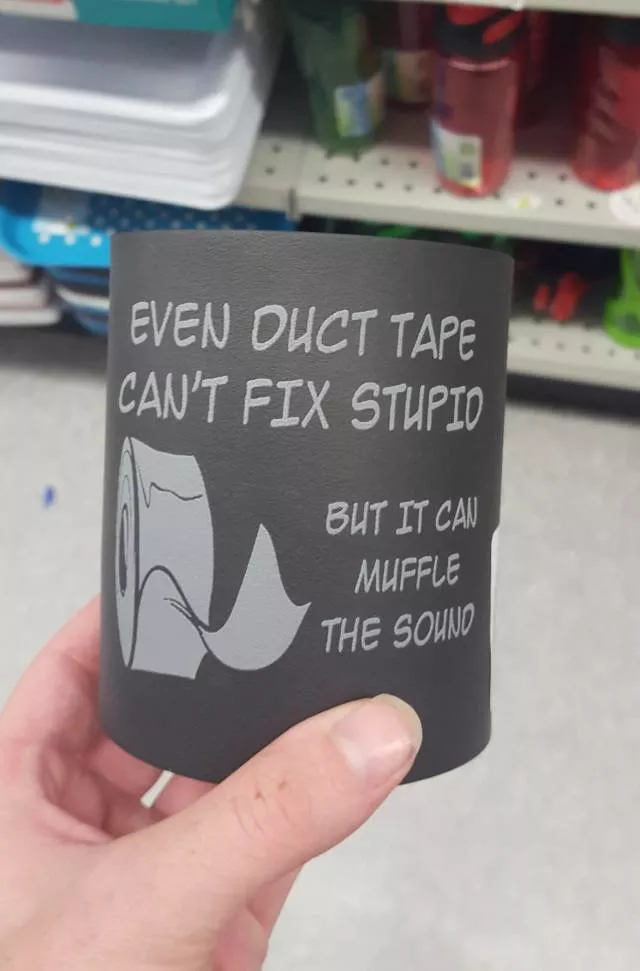 EVEN DUCT TAPE
CAN'T FIX STUPID
BUT IT CAN
MUFFLE
THE SOUND